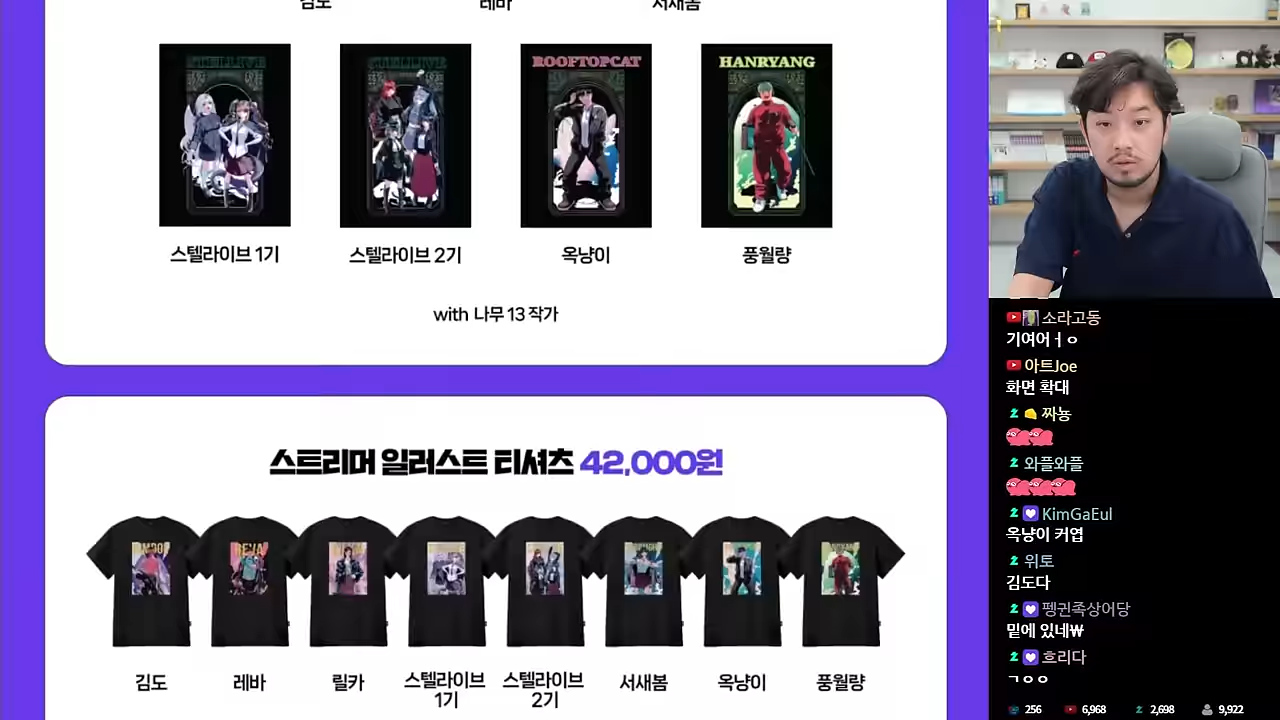 김도
레바
서새봄
ROOFTOPCAT
HANRYANG
스텔라이브 1기
스텔라이브 2기
옥냥이
풍월량
with 나무 13 작가
스트리머 일러스트 티셔츠 42,000원
REVA
김도
레바
릴카
스텔라이브
1기
스텔라이브
2기
서새봄
옥냥이
풍월량
소라고동
기여어ㅓㅇ
아트Joe
화면 확대
짜뇽
와플와플
KimGaEul
옥냥이 커엽
위토
김도다
펭귄족상어당
밑에 있네₩
흐리다
ㄱㅇㅇ
256
6,968
2,698
9,922